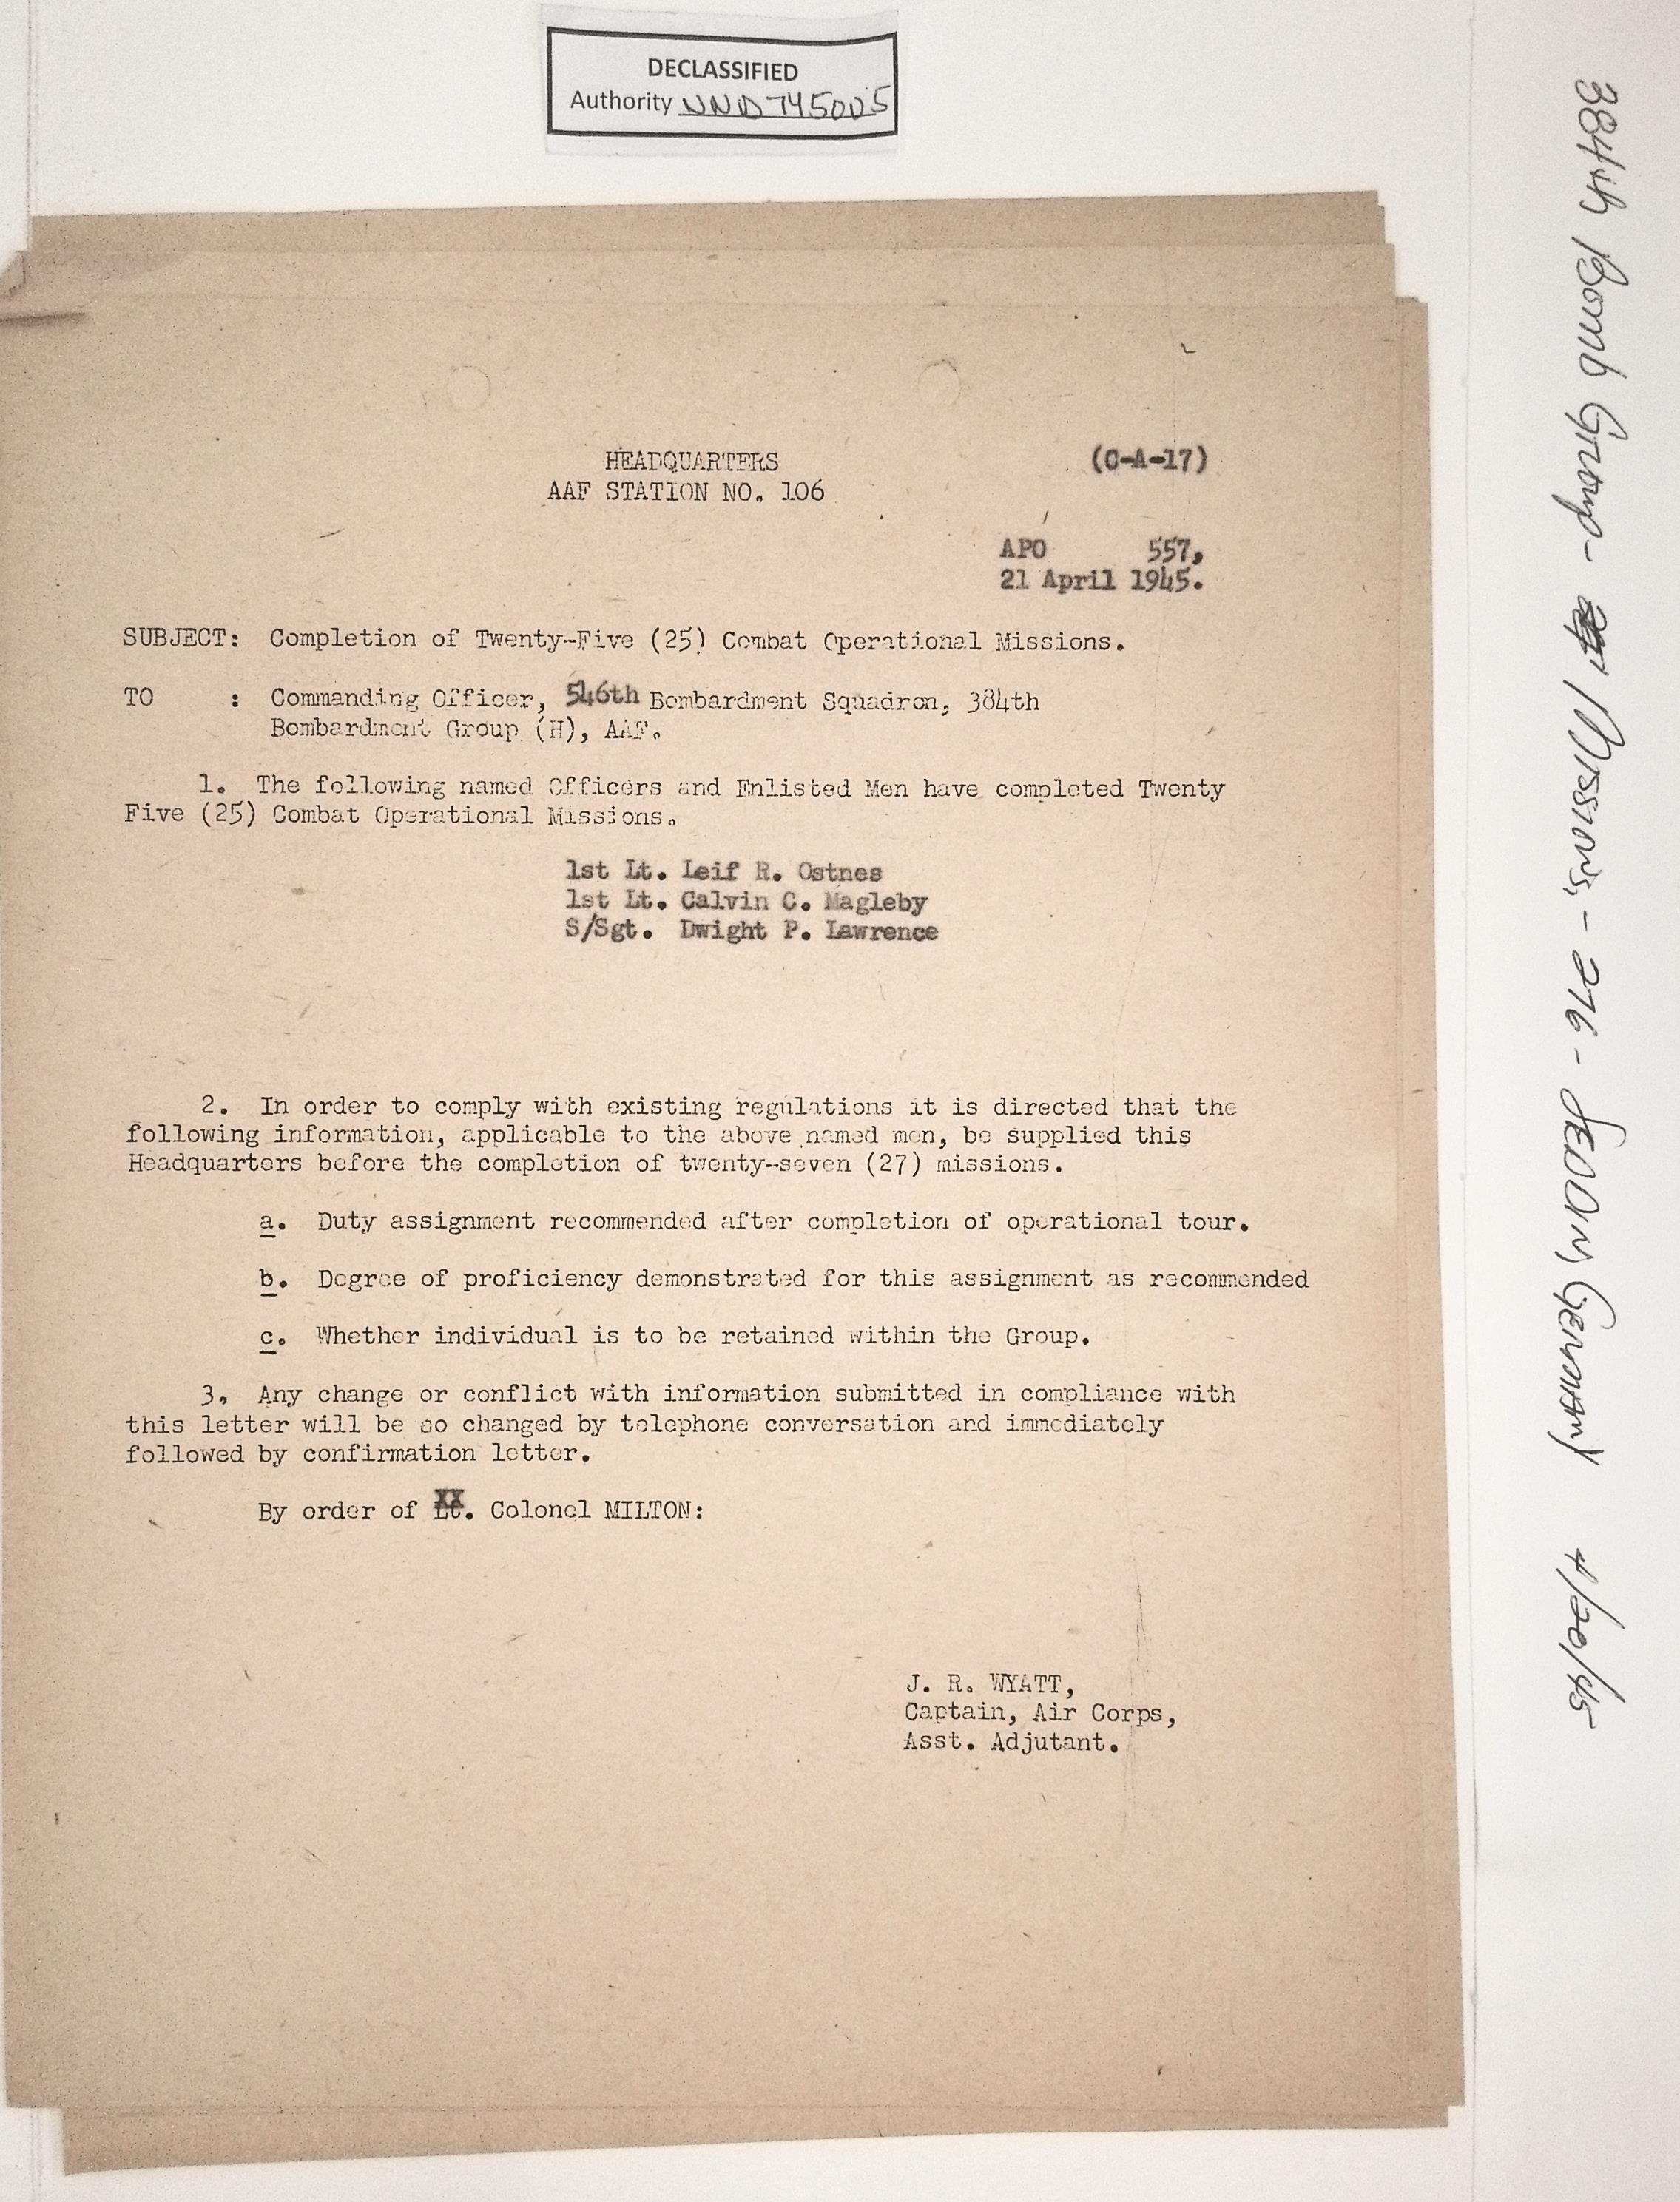 DECLASSIFIED
Authority NND 745005
HEADQUARTERS (C-A-17)
AAF STATION NO. 106
APO 557,
21 April 1945.
SUBJECT: Completion of Twenty-Five (25) Combat Operational Missions.
TO : Commanding Officer, 546th Bombardment Squadron, 384th
Bombardment Group (H), AAF.
1. The following named Officers and Enlisted Men have completed Twenty
Five (25) Combat Operational Missions.
1st Lt. Leif R. Ostnes
1st Lt. Calvin C. Magleby
S/Sgt. Dwight P. Lawrence
2. In order to comply with existing regulations it is directed that the
following information, applicable to the above named men, be supplied this
Headquarters before the completion of twenty-seven (27) missions.
a. Duty assignment recommended after completion of operational tour.
b. Degree of proficiency demonstrated for this assignment as recommended
c. Whether individual is to be retained within the Group.
3. Any change or conflict with information submitted in compliance with
this letter will be so changed by telephone conversation and immediately
followed by confirmation letter.
By order of Lt. Colonel MILTON:
J. R. WYATT,
Captain, Air Corps,
Asst. Adjutant.
384th Bomb Group - Missions, - 276 - Germany 4/20/45